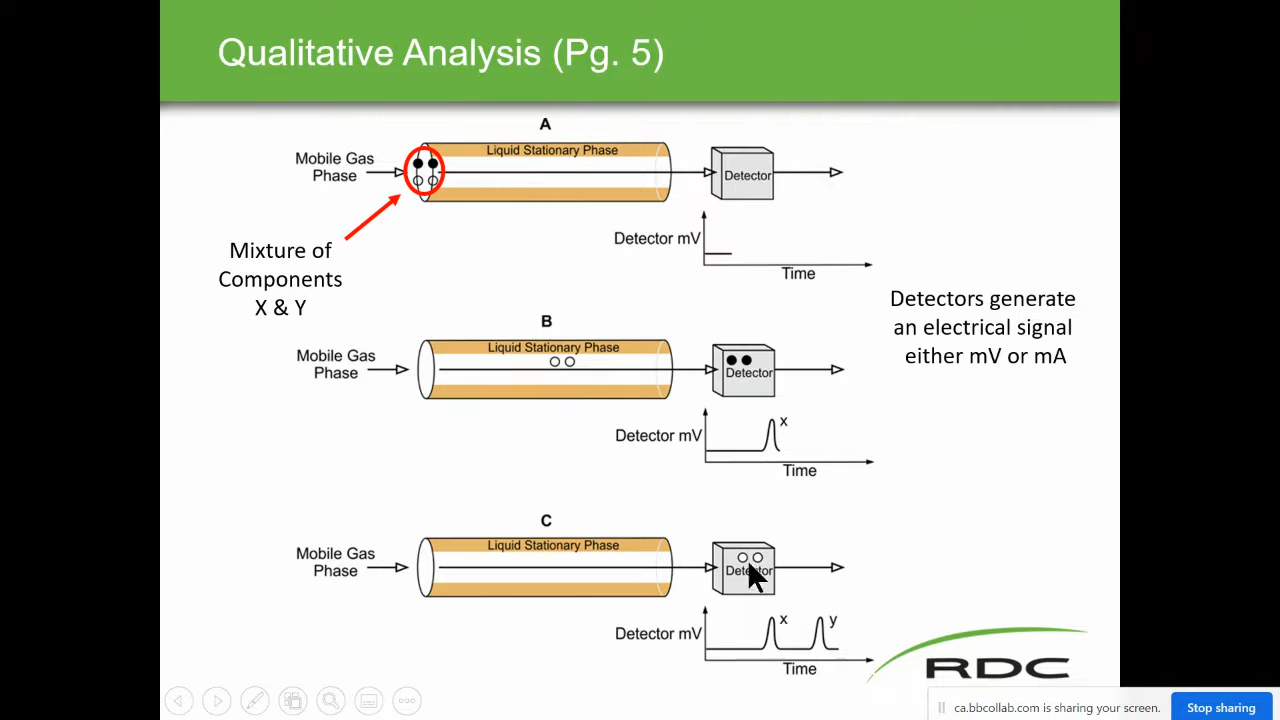 Qualitative Analysis (Pg. 5)
A
Mobile Gas
Phase
Liquid Stationary Phase
Detector
Mixture of
Components
X & Y
Detector mV
Time
Detectors generate
an electrical signal
either mV or mA
B
Mobile Gas
Phase
Liquid Stationary Phase
Detector
x
Detector mV
Time
C
Mobile Gas
Phase
Liquid Stationary Phase
Detector
x
y
Detector mV
Time
RDC
ca.bbcollab.com is sharing your screen.
Stop sharing